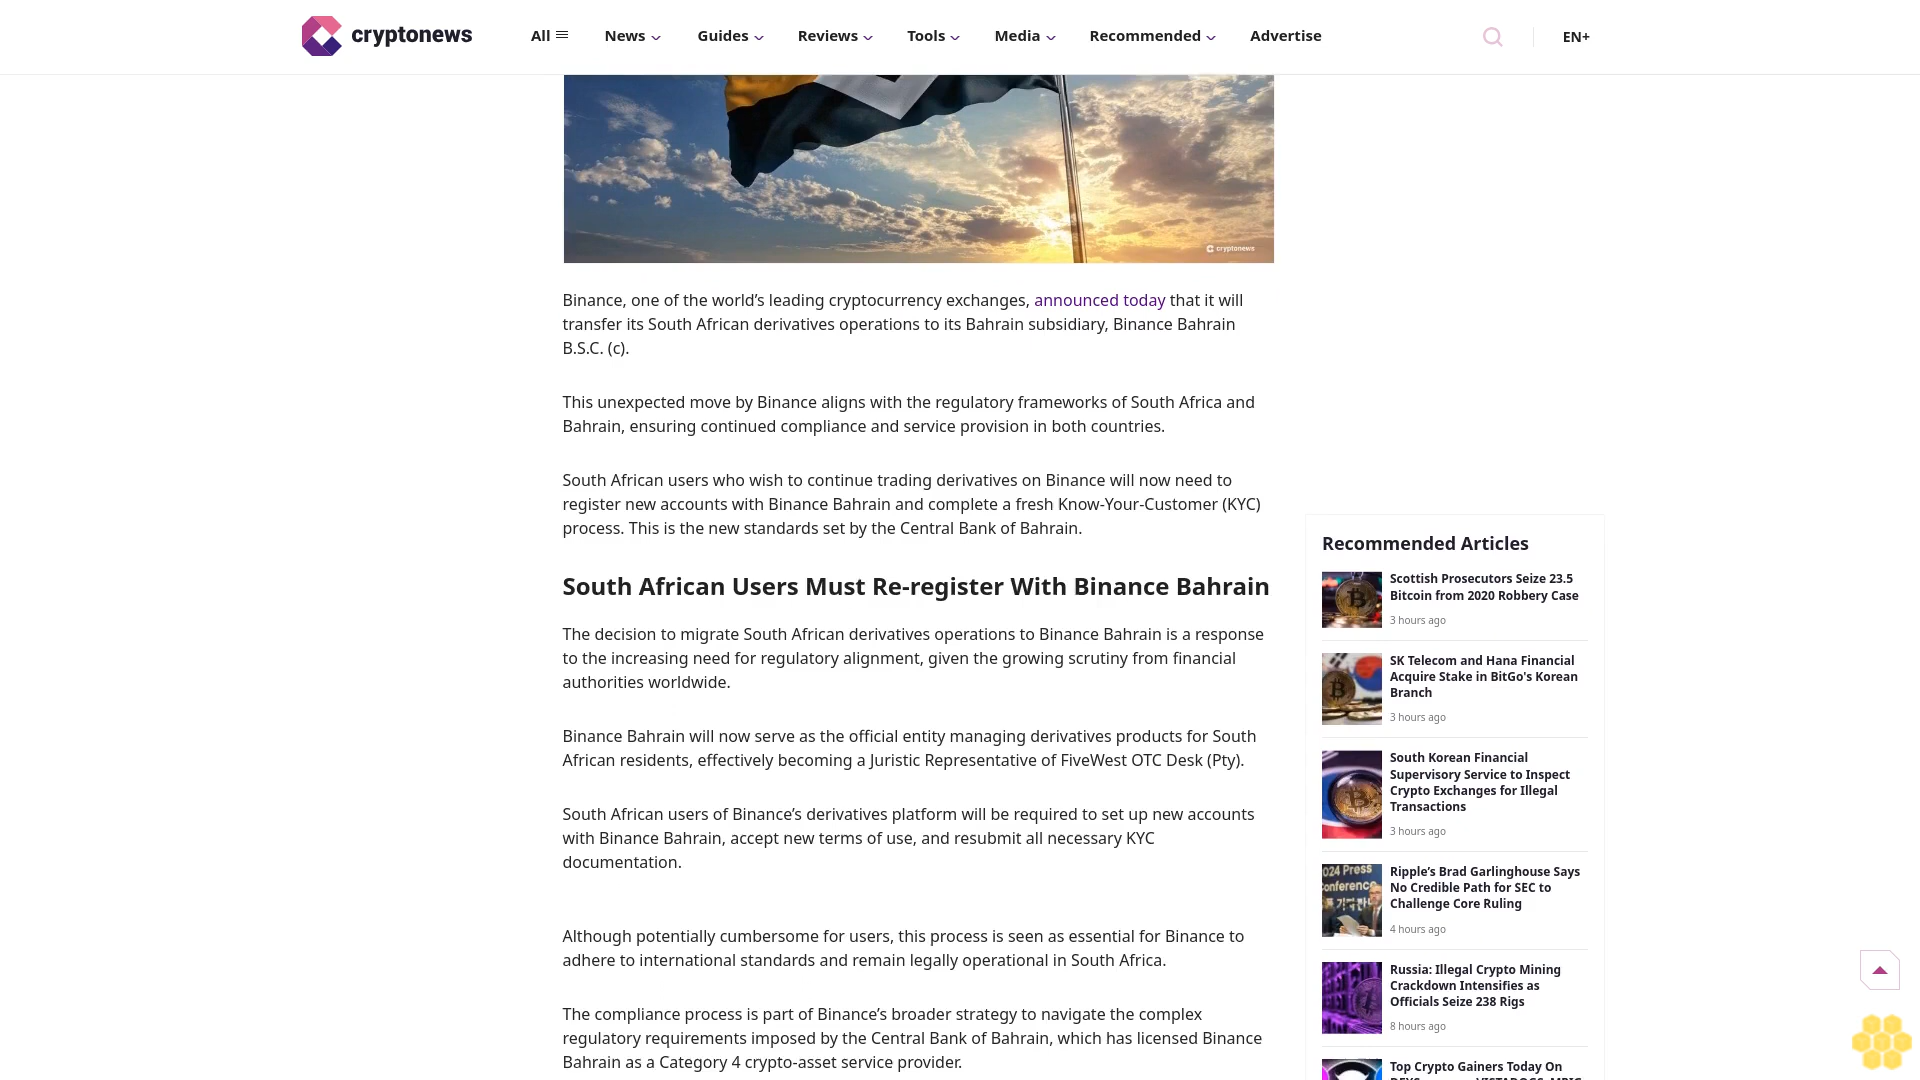 cryptonews
All
News
Guides
Reviews
Tools
Media
Recommended
Advertise
EN+
cryptonews
Binance, one of the world’s leading cryptocurrency exchanges, announced today that it will
transfer its South African derivatives operations to its Bahrain subsidiary, Binance Bahrain
B.S.C. (c).
This unexpected move by Binance aligns with the regulatory frameworks of South Africa and
Bahrain, ensuring continued compliance and service provision in both countries.
South African users who wish to continue trading derivatives on Binance will now need to
register new accounts with Binance Bahrain and complete a fresh Know-Your-Customer (KYC)
process. This is the new standards set by the Central Bank of Bahrain.
South African Users Must Re-register With Binance Bahrain
The decision to migrate South African derivatives operations to Binance Bahrain is a response
to the increasing need for regulatory alignment, given the growing scrutiny from financial
authorities worldwide.
Binance Bahrain will now serve as the official entity managing derivatives products for South
African residents, effectively becoming a Juristic Representative of FiveWest OTC Desk (Pty).
South African users of Binance’s derivatives platform will be required to set up new accounts
with Binance Bahrain, accept new terms of use, and resubmit all necessary KYC
documentation.
Although potentially cumbersome for users, this process is seen as essential for Binance to
adhere to international standards and remain legally operational in South Africa.
The compliance process is part of Binance’s broader strategy to navigate the complex
regulatory requirements imposed by the Central Bank of Bahrain, which has licensed Binance
Bahrain as a Category 4 crypto-asset service provider.
Recommended Articles
Scottish Prosecutors Seize 23.5
Bitcoin from 2020 Robbery Case
3 hours ago
SK Telecom and Hana Financial
Acquire Stake in BitGo's Korean
Branch
3 hours ago
South Korean Financial
Supervisory Service to Inspect
Crypto Exchanges for Illegal
Transactions
3 hours ago
2024 Press
Conference
Ripple’s Brad Garlinghouse Says
No Credible Path for SEC to
Challenge Core Ruling
4 hours ago
Russia: Illegal Crypto Mining
Crackdown Intensifies as
Officials Seize 238 Rigs
8 hours ago
Top Crypto Gainers Today On